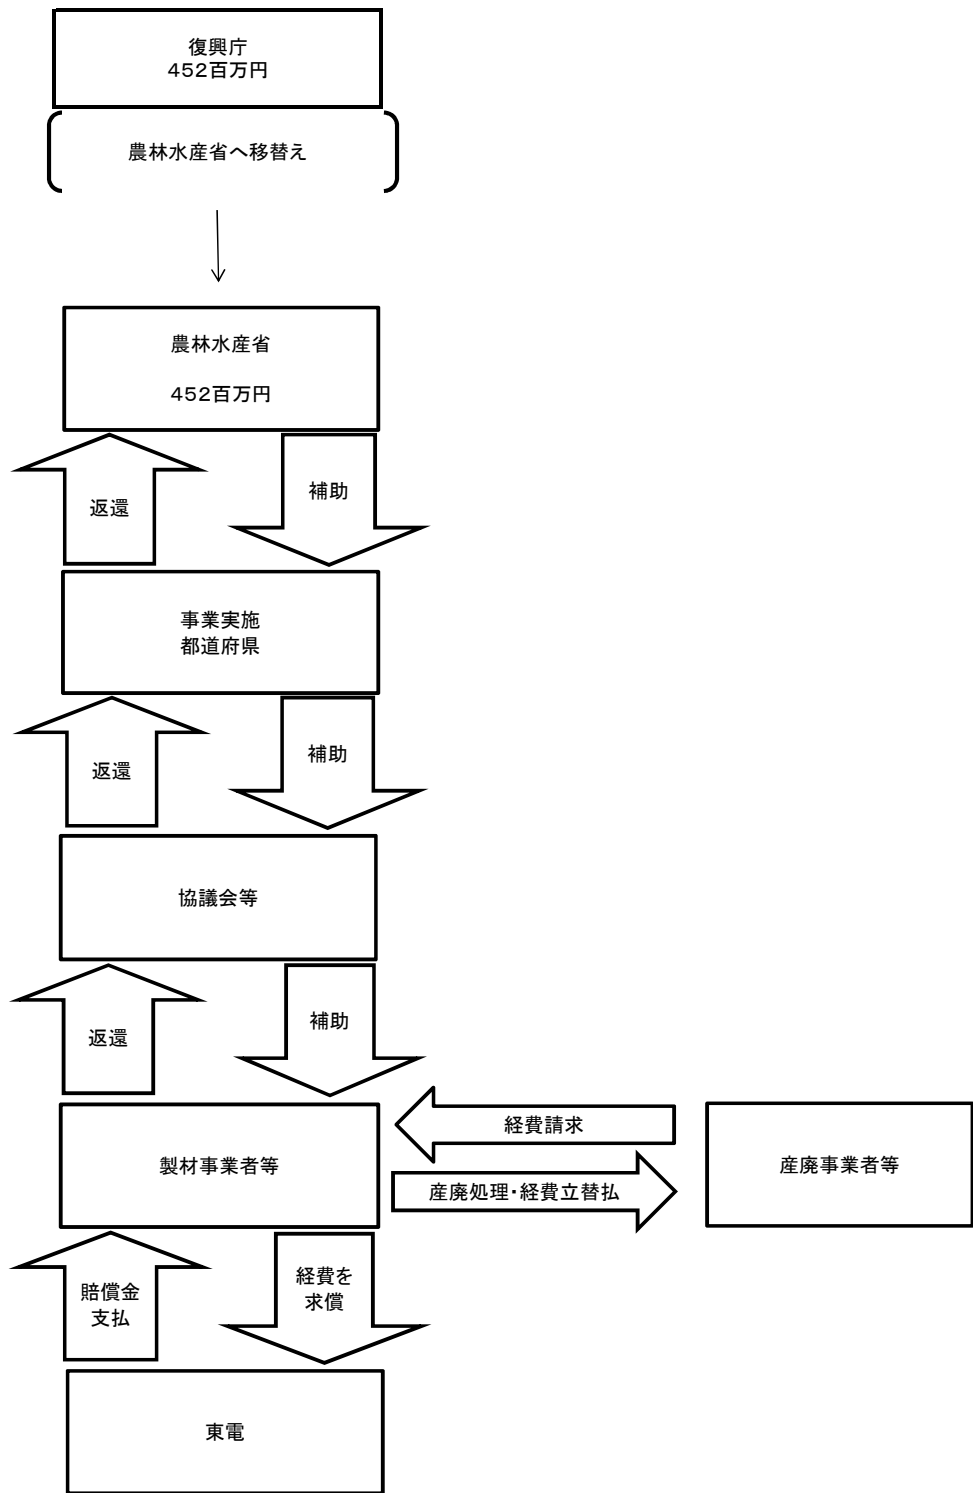 復興庁
452百万円
農林水産省へ移替え
農林水産省
452百万円
返還
補助
事業実施
都道府県
返還
補助
協議会等
返還
補助
経費請求
製材事業者等
産廃事業者等
産廃処理・経費立替払
賠償金
支払
経費を
求償
東電